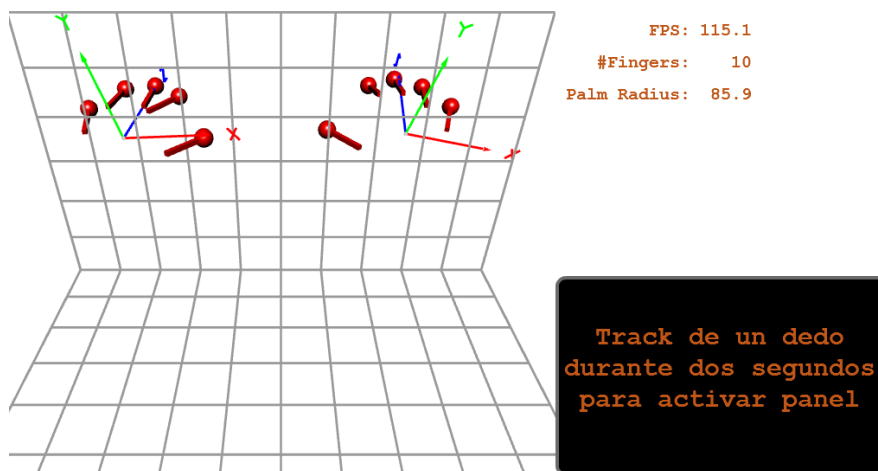 Y
Y
X
X
FPS: 115.1
#Fingers: 10
Palm Radius: 85.9
Track de un dedo
durante dos segundos
para activar panel